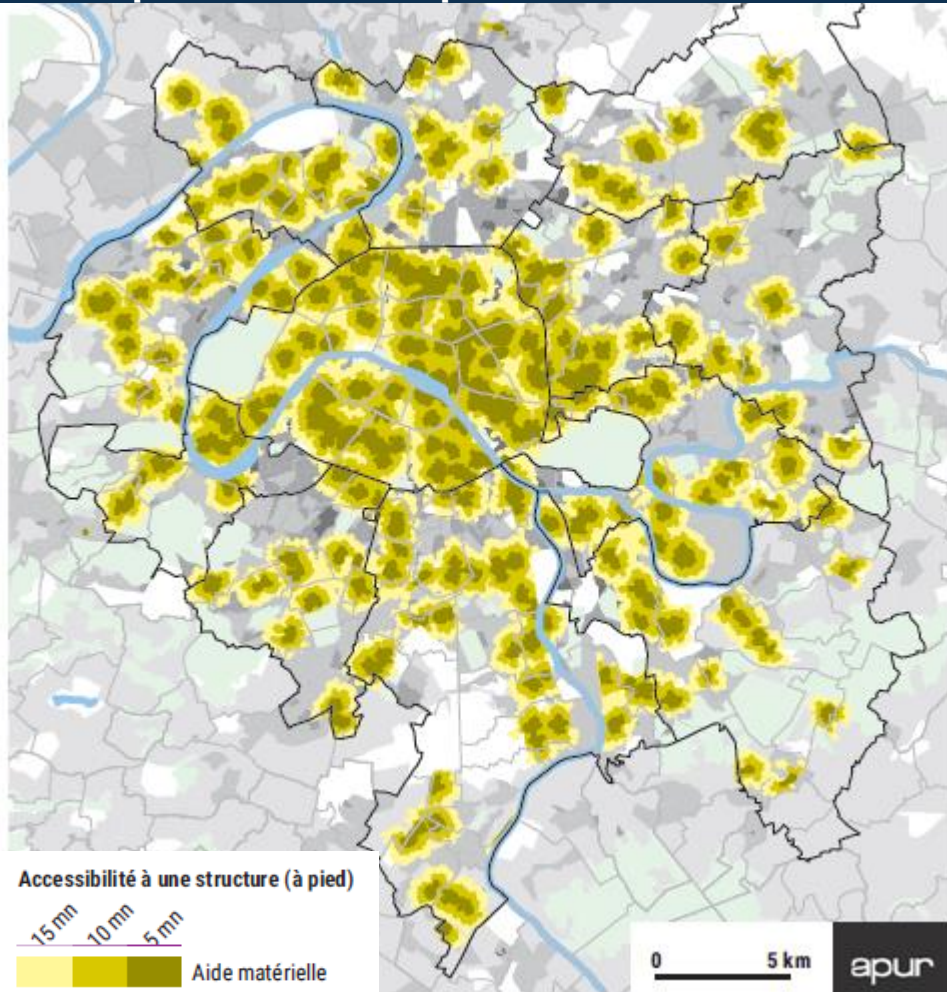 Accessibilité à une structure (à pied)
15 mn 10 mn 5 mn
Aide matérielle
0 5 km
apur